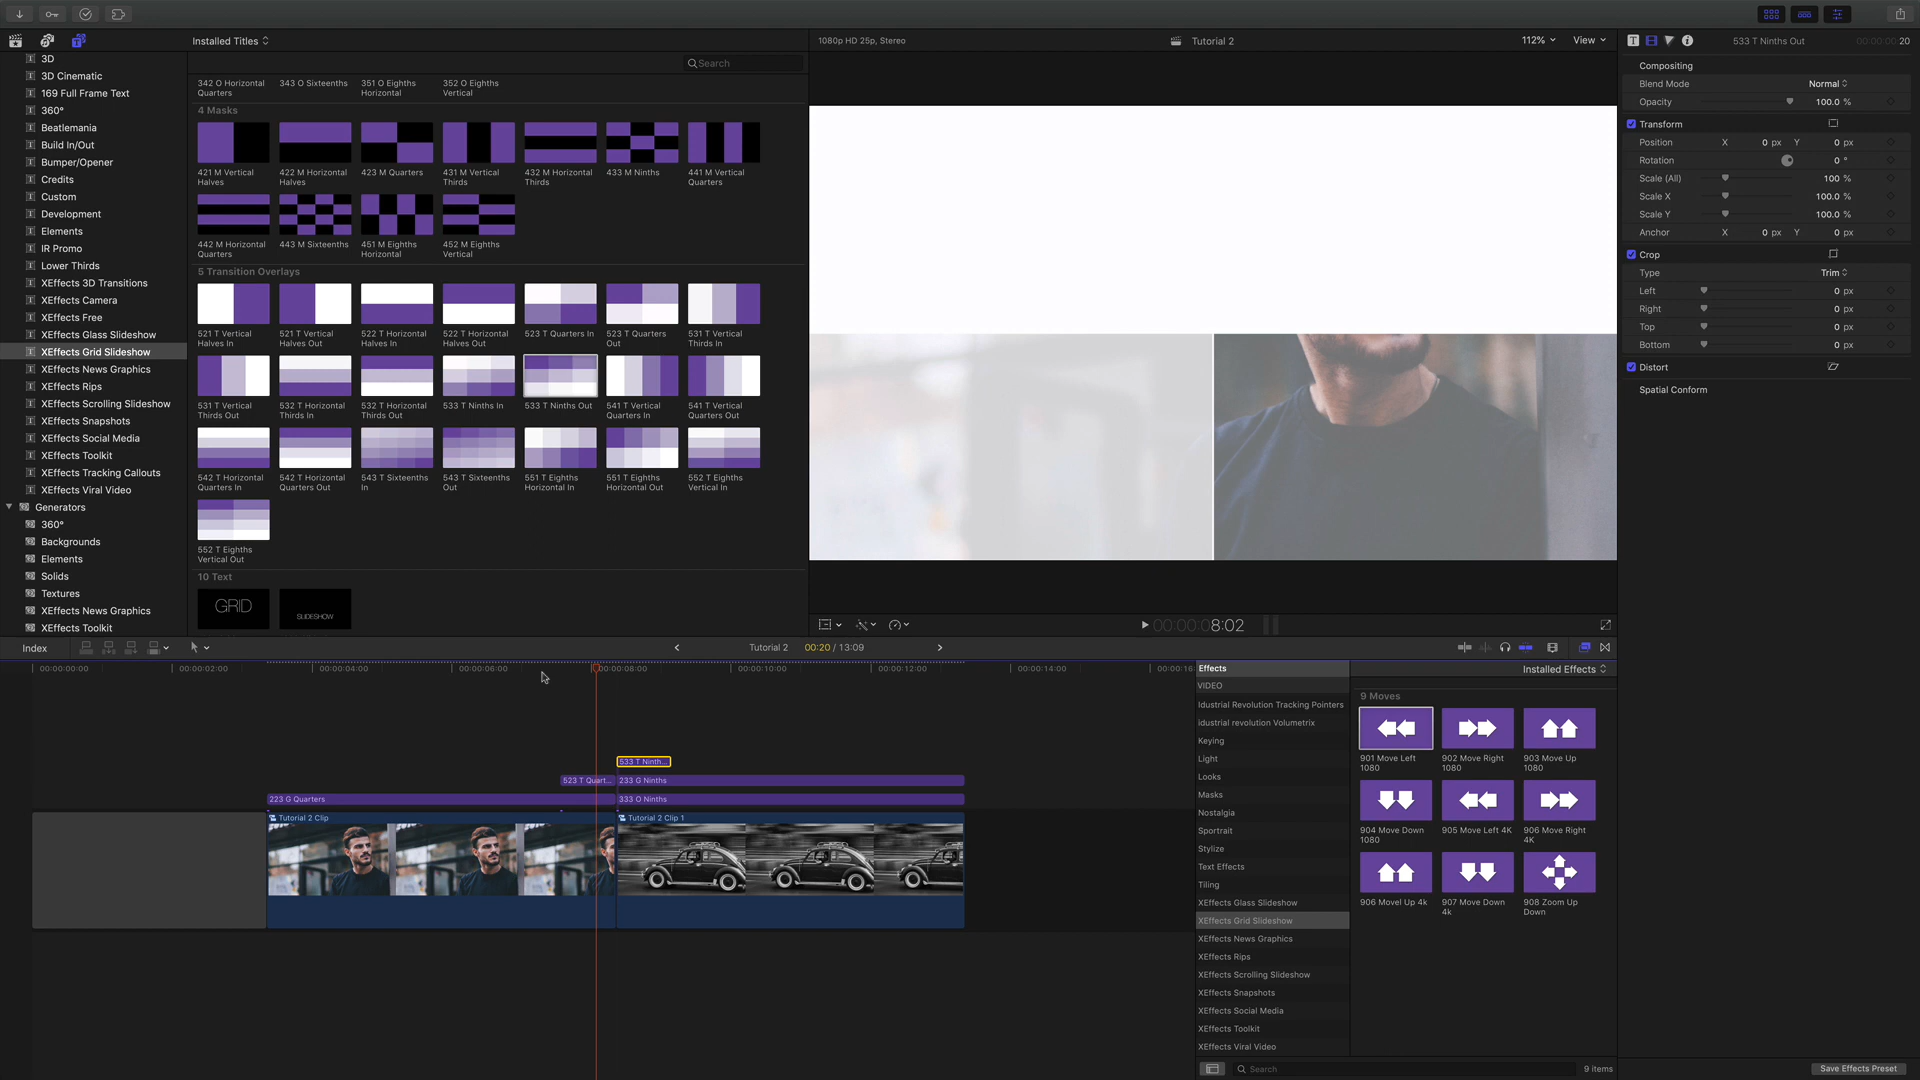 Installed Titles
1080p HD 25p, Stereo
Tutorial 2
112%
View
533 T Ninths Out
00:00:00:00 20
3D
3D Cinematic
169 Full Frame Text
360°
Beatlemania
Build In/Out
Bumper/Opener
Credits
Custom
Development
Elements
IR Promo
Lower Thirds
XEffects 3D Transitions
XEffects Camera
XEffects Free
XEffects Glass Slideshow
XEffects Grid Slideshow
XEffects News Graphics
XEffects Rips
XEffects Scrolling Slideshow
XEffects Snapshots
XEffects Social Media
XEffects Toolkit
XEffects Tracking Callouts
XEffects Viral Video
Generators
360°
Backgrounds
Elements
Solids
Textures
XEffects News Graphics
XEffects Toolkit
Search
342 O Horizontal Quarters
343 O Sixteenths
351 O Eighths Horizontal
352 O Eighths Vertical
4 Masks
421 M Vertical Halves
422 M Horizontal Halves
423 M Quarters
431 M Vertical Thirds
432 M Horizontal Thirds
433 M Ninths
441 M Vertical Quarters
442 M Horizontal Quarters
443 M Sixteenths
451 M Eighths Horizontal
452 M Eighths Vertical
5 Transition Overlays
521 T Vertical Halves In
521 T Vertical Halves Out
522 T Horizontal Halves In
522 T Horizontal Halves Out
523 T Quarters In
523 T Quarters Out
531 T Vertical Thirds In
531 T Vertical Thirds Out
532 T Horizontal Thirds In
532 T Horizontal Thirds Out
533 T Ninths In
533 T Ninths Out
541 T Vertical Quarters In
541 T Vertical Quarters Out
542 T Horizontal Quarters In
542 T Horizontal Quarters Out
543 T Sixteenths In
543 T Sixteenths Out
551 T Eighths Horizontal In
551 T Eighths Horizontal Out
552 T Eighths Vertical In
552 T Eighths Vertical Out
10 Text
GRID
SLIDESHOW
00:00:00:08:02
Compositing
Blend Mode Normal
Opacity 100.0 %
Transform
Position X 0 px Y 0 px
Rotation 0 °
Scale (All) 100 %
Scale X 100.0 %
Scale Y 100.0 %
Anchor X 0 px Y 0 px
Crop
Type Trim
Left 0 px
Right 0 px
Top 0 px
Bottom 0 px
Distort
Spatial Conform
Index
Tutorial 2
00:20 / 13:09
00:00:00:00
00:00:02:00
00:00:04:00
00:00:06:00
00:00:08:00
00:00:10:00
00:00:12:00
00:00:14:00
00:00:16
533 T Ninth...
523 T Quart...
233 G Ninths
223 G Quarters
333 O Ninths
Tutorial 2 Clip
Tutorial 2 Clip 1
Effects
Installed Effects
VIDEO
Idustrial Revolution Tracking Pointers
idustrial revolution Volumetrix
Keying
Light
Looks
Masks
Nostalgia
Sportrait
Stylize
Text Effects
Tiling
XEffects Glass Slideshow
XEffects Grid Slideshow
XEffects News Graphics
XEffects Rips
XEffects Scrolling Slideshow
XEffects Snapshots
XEffects Social Media
XEffects Toolkit
XEffects Viral Video
9 Moves
901 Move Left 1080
902 Move Right 1080
903 Move Up 1080
904 Move Down 1080
905 Move Left 4K
906 Move Right 4K
906 Movel Up 4k
907 Move Down 4k
908 Zoom Up Down
Search
9 items
Save Effects Preset